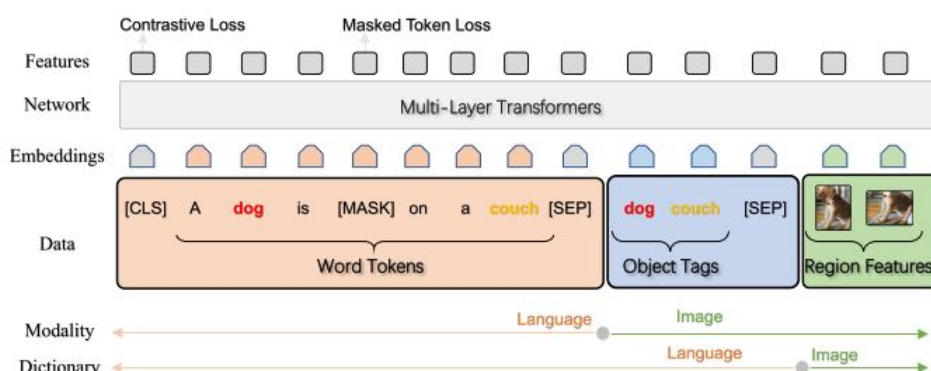 Contrastive Loss Masked Token Loss
Features
Network Multi-Layer Transformers
Embeddings
[CLS] A dog is [MASK] on a couch [SEP] dog couch [SEP]
Data
Word Tokens Object Tags Region Features
Language Image
Modality
Language Image
Dictionary